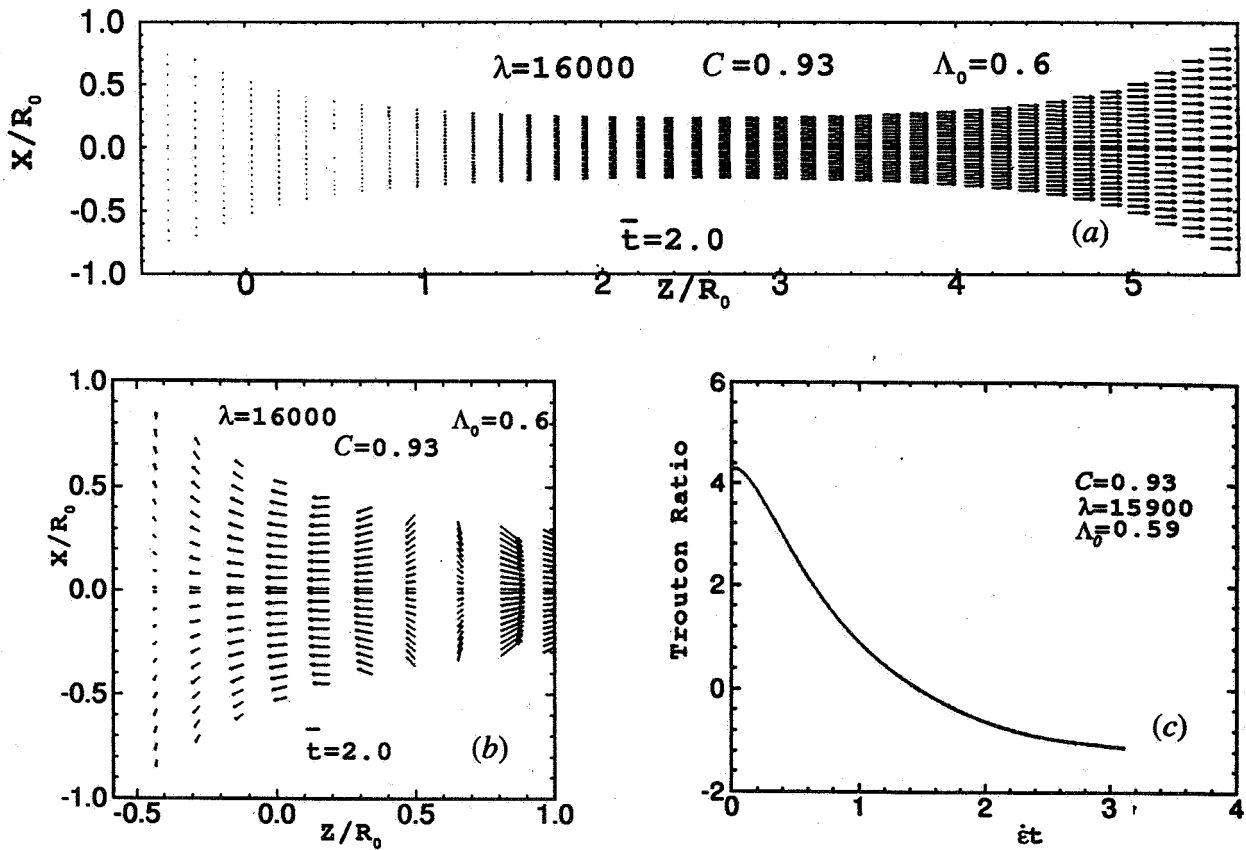 1.0
0.5
0.0
-0.5
-1.0
X/R₀
λ=16000 C=0.93 Λ₀=0.6
t̄=2.0
(a)
0 1 2 3 4 5
Z/R₀
1.0
0.5
0.0
-0.5
-1.0
X/R₀
λ=16000 Λ₀=0.6
C=0.93
t̄=2.0
(b)
-0.5 0.0 0.5 1.0
Z/R₀
6
4
2
0
-2
Trouton Ratio
C=0.93
λ=15900
Λ₀=0.59
(c)
0 1 2 3 4
ε̇t